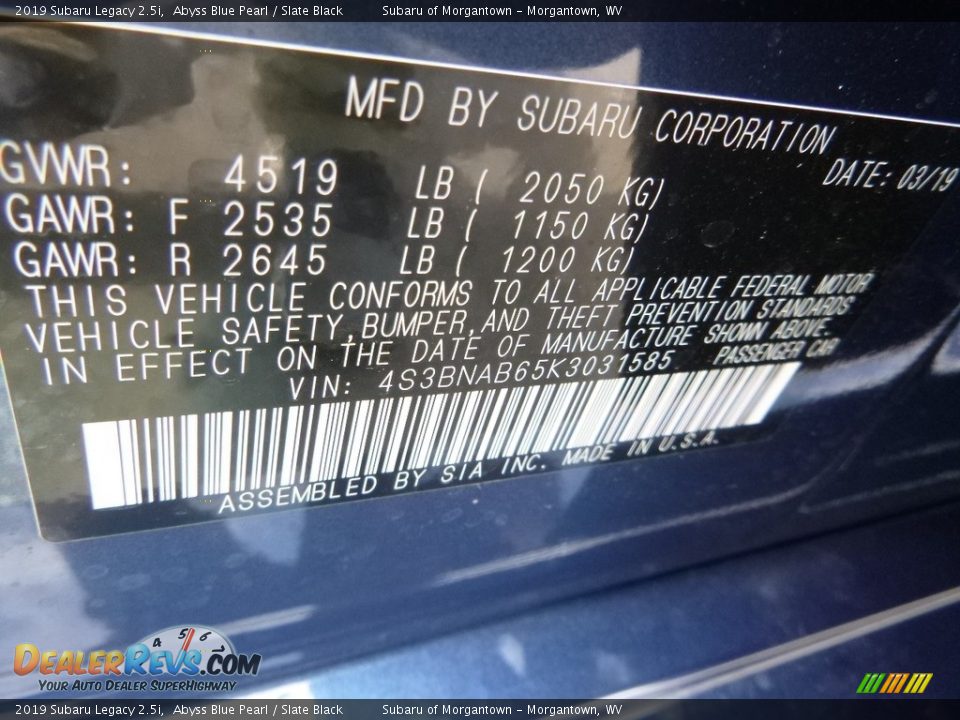 2019 Subaru Legacy 2.5i, Abyss Blue Pearl / Slate Black Subaru of Morgantown - Morgantown, WV
MFD BY SUBARU CORPORATION
GVWR: 4519 LB ( 2050 KG) DATE: 03/19
GAWR: F 2535 LB ( 1150 KG)
GAWR: R 2645 LB ( 1200 KG)
THIS VEHICLE CONFORMS TO ALL APPLICABLE FEDERAL MOTOR
VEHICLE SAFETY,BUMPER,AND THEFT PREVENTION STANDARDS
IN EFFECT ON THE DATE OF MANUFACTURE SHOWN ABOVE.
VIN: 4S3BNAB65K3031585 PASSENGER CAR
ASSEMBLED BY SIA INC. MADE IN U.S.A.
4 5 6
DEALERREVS.COM
YOUR AUTO DEALER SUPERHIGHWAY
2019 Subaru Legacy 2.5i, Abyss Blue Pearl / Slate Black Subaru of Morgantown - Morgantown, WV